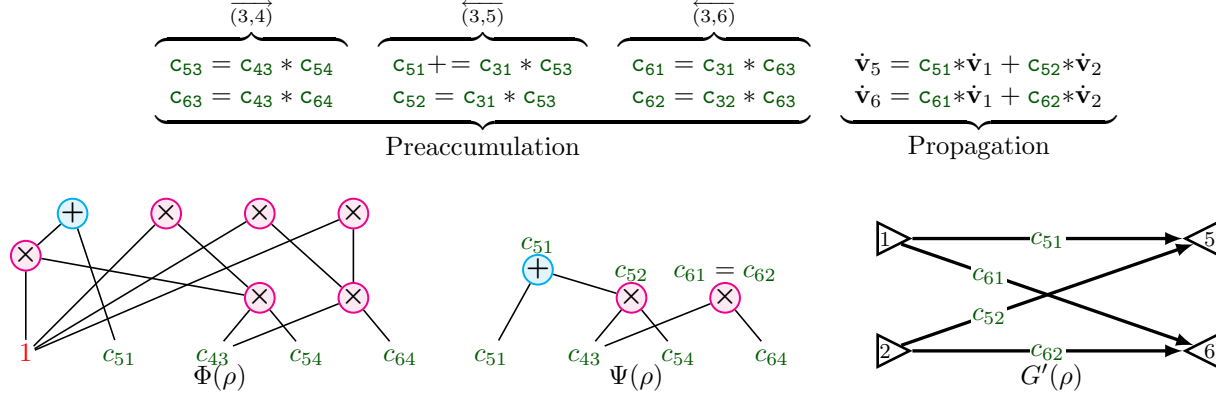 (3,4) (3,5) (3,6)
c53 = c43 * c54 c51+ = c31 * c53 c61 = c31 * c63 v̇5 = c51*v̇1 + c52*v̇2
c63 = c43 * c64 c52 = c31 * c53 c62 = c32 * c63 v̇6 = c61*v̇1 + c62*v̇2
Preaccumulation Propagation
+ × × ×
×
× ×
1 c51 c43 c54 c64
Φ(ρ)
c51
+ c52 c61 = c62
× ×
c51 c43 c54 c64
Ψ(ρ)
1 c51 5
c61
c52
2 c62 6
G′(ρ)